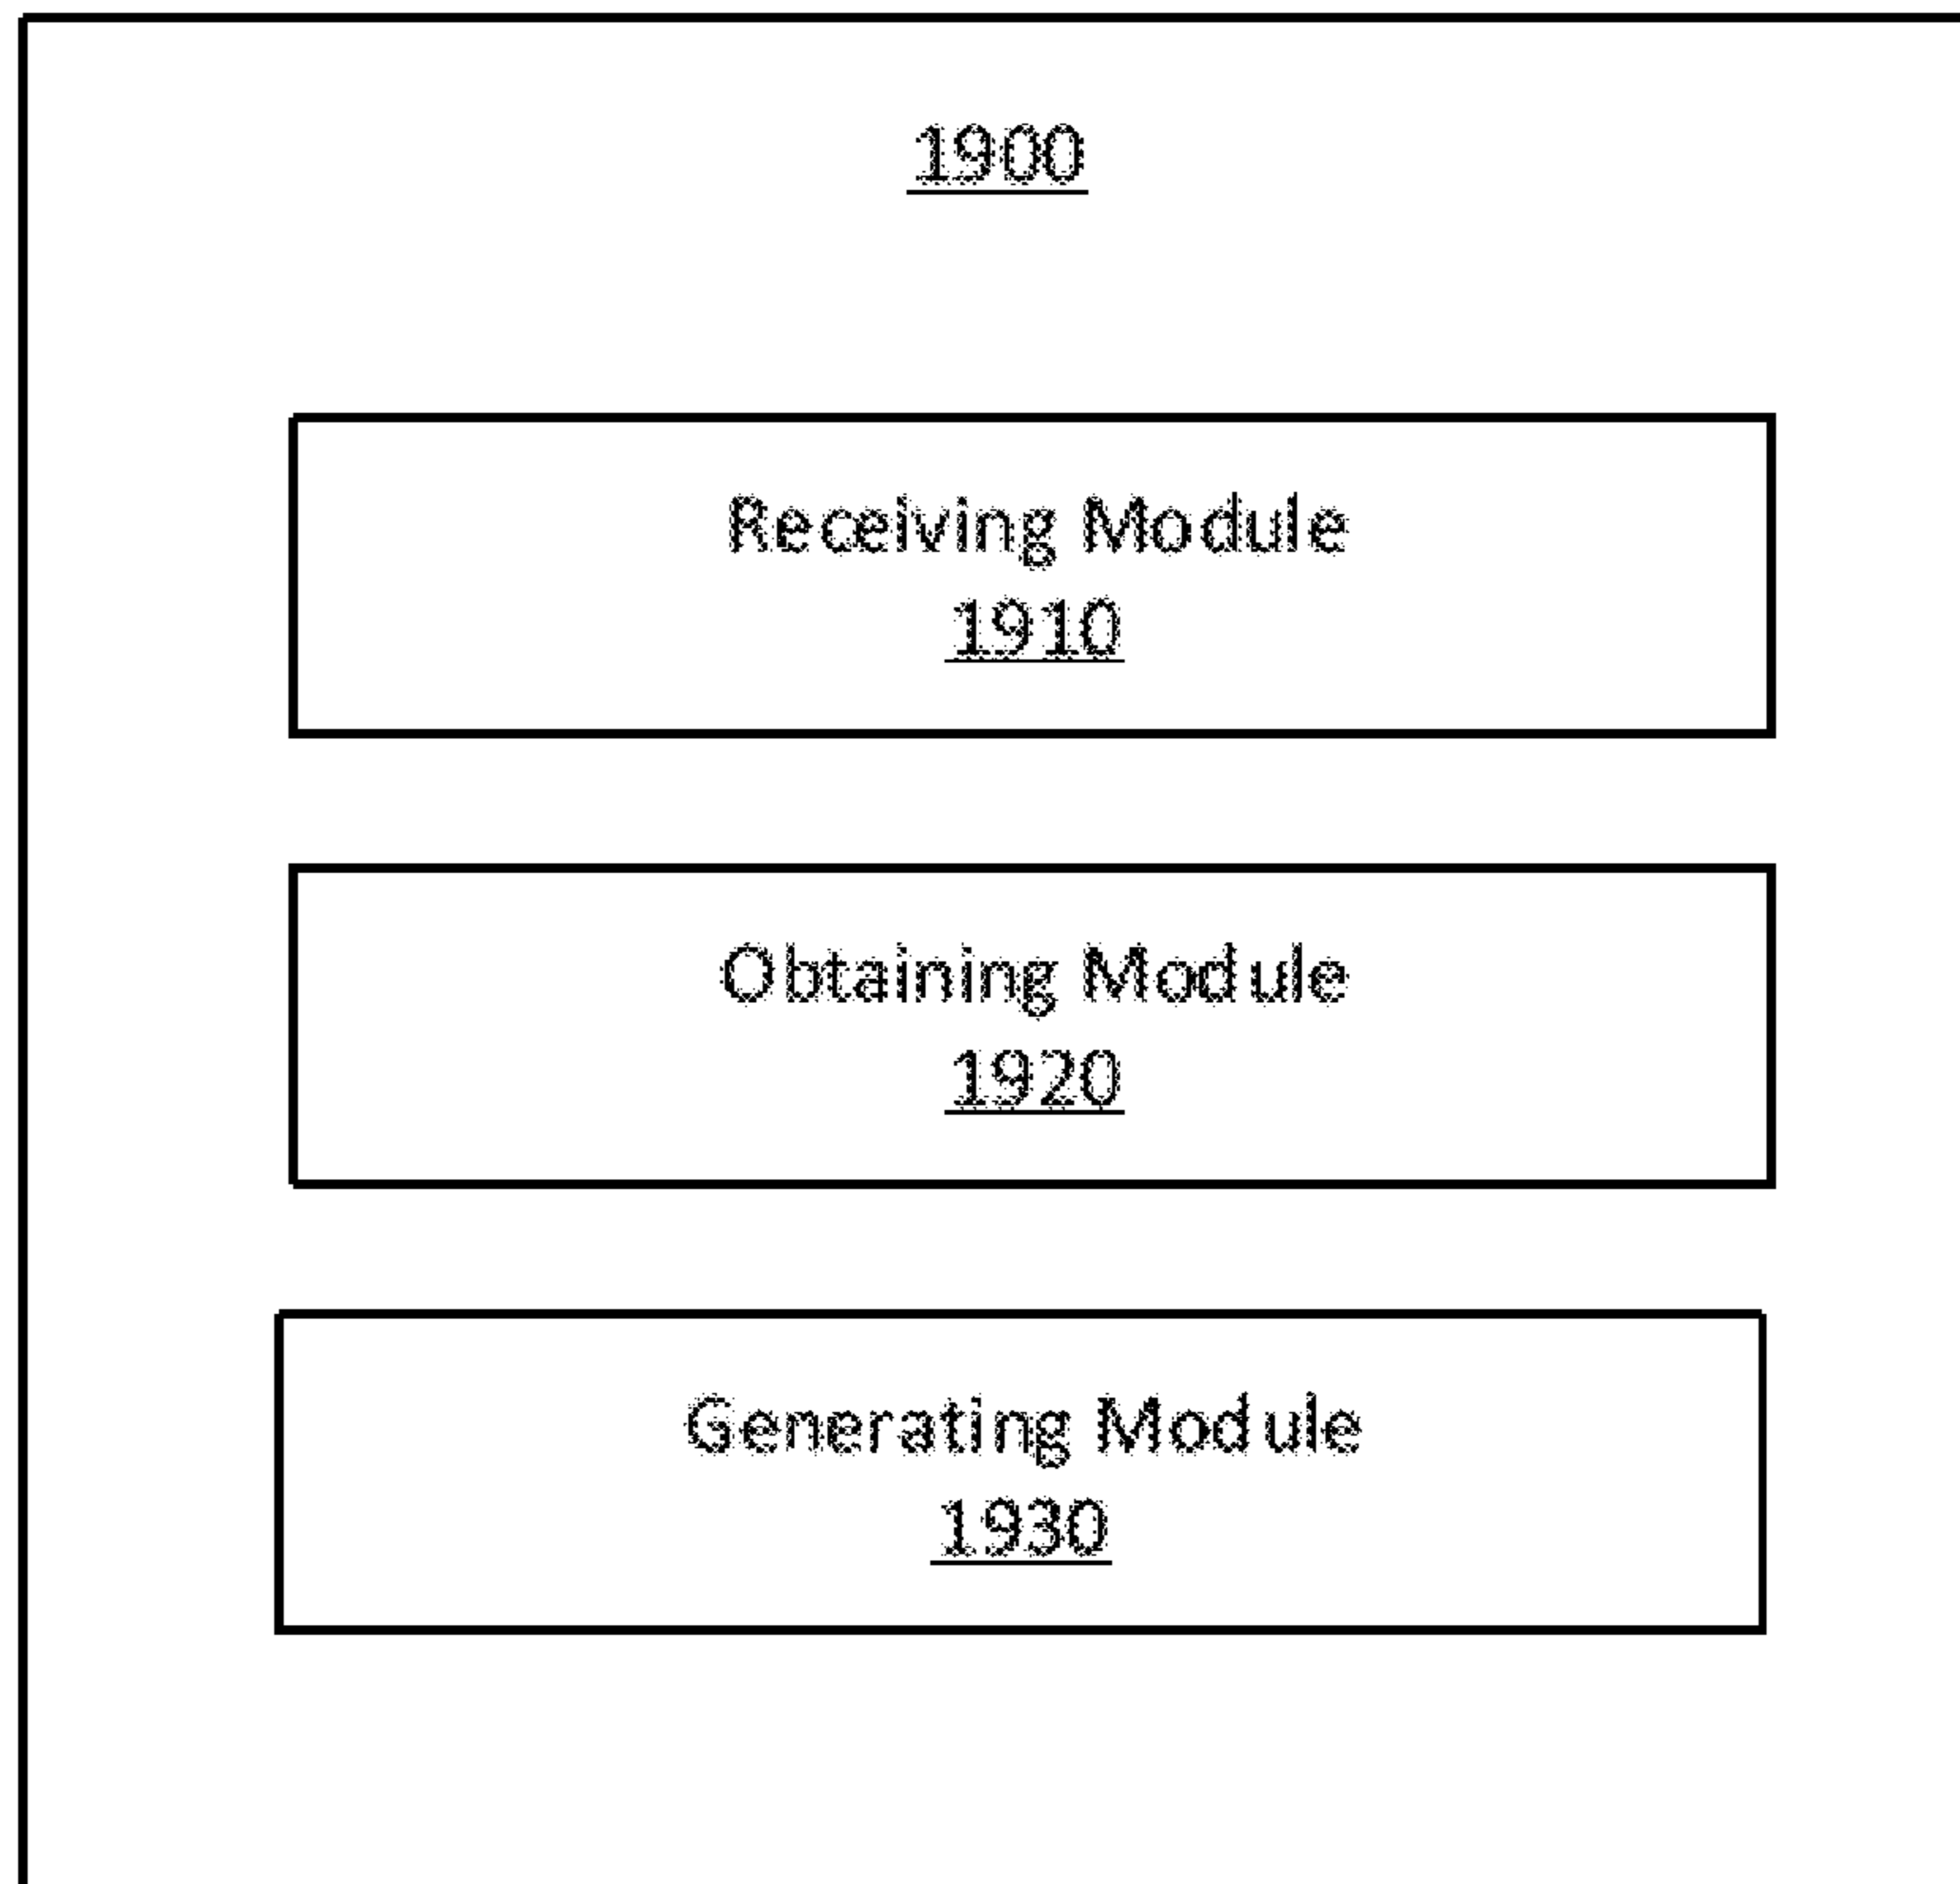 1900
Receiving Module
1910
Obtaining Module
1920
Generating Module
1930